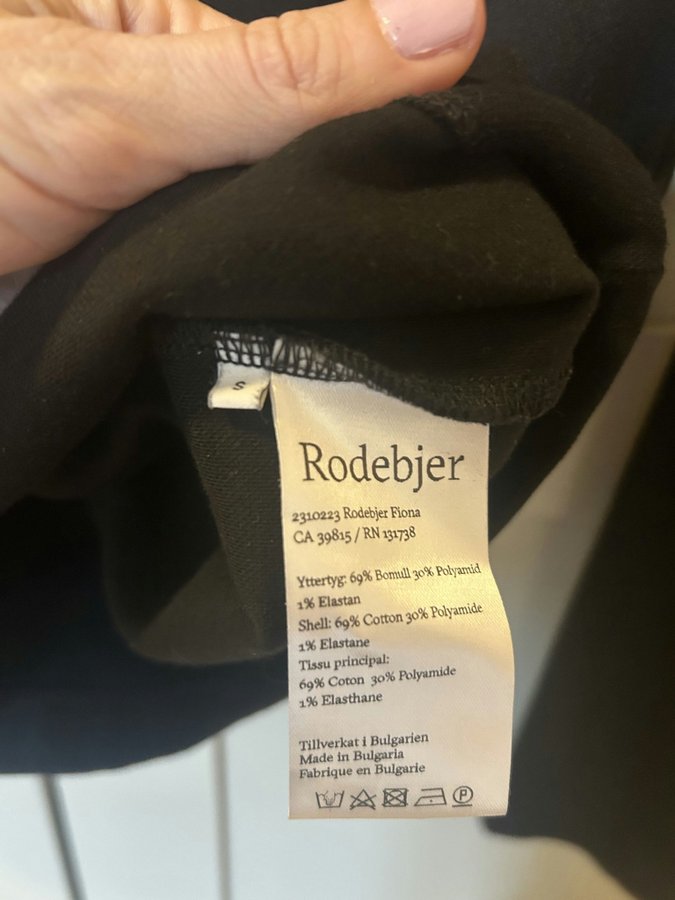 S
Rodebjer
2310223 Rodebjer Fiona
CA 39815 / RN 131738
Yttertyg: 69% Bomull 30% Polyamid
1% Elastan
Shell: 69% Cotton 30% Polyamide
1% Elastane
Tissu principal:
69% Coton 30% Polyamide
1% Elasthane
Tillverkat i Bulgarien
Made in Bulgaria
Fabrique en Bulgarie
P